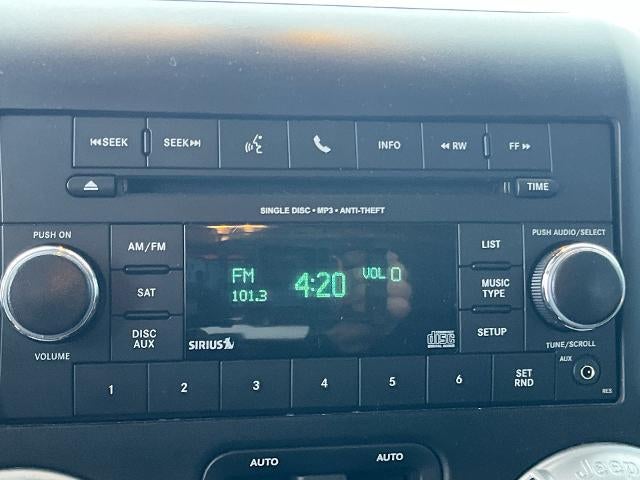 SEEK SEEK INFO RW FF
TIME
SINGLE DISC • MP3 • ANTI-THEFT
PUSH ON
PUSH AUDIO/SELECT
AM/FM
LIST
FM 4:20 VOL 0
101.3
SAT
MUSIC
TYPE
DISC
AUX
SETUP
SIRIUS
disc
VOLUME
TUNE/SCROLL
1 2 3 4 5 6
SET
RND
AUX
RES
AUTO AUTO
Jeep